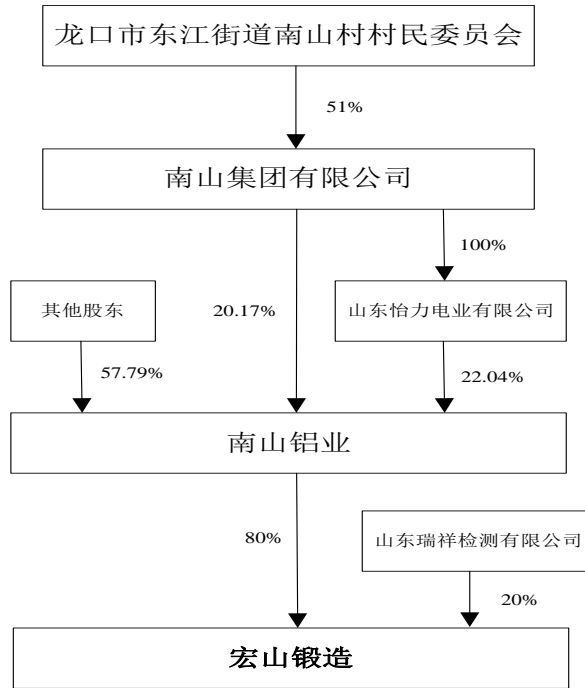 龙口市东江街道南山村村民委员会
51%
南山集团有限公司
100%
其他股东
20.17%
山东怡力电业有限公司
57.79%
22.04%
南山铝业
80%
山东瑞祥检测有限公司
20%
宏山锻造